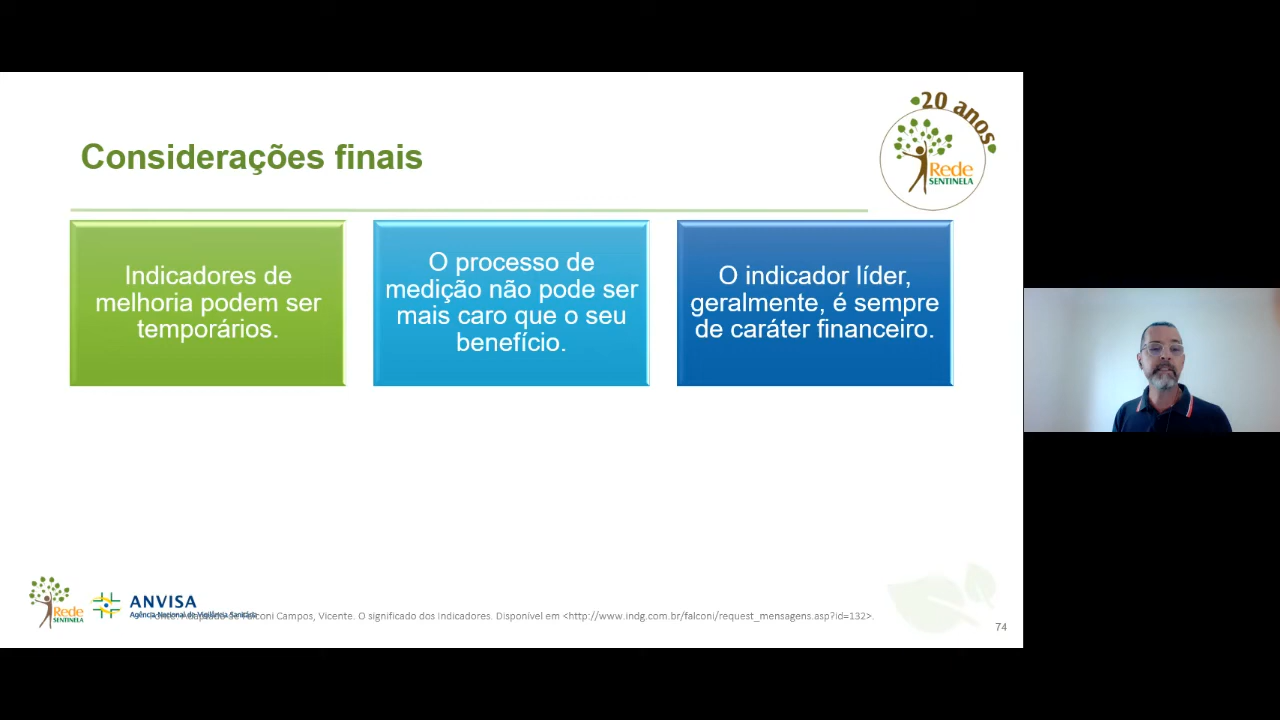 20 anos
Rede
SENTINELA
Considerações finais
Indicadores de
melhoria podem ser
temporários.
O processo de
medição não pode ser
mais caro que o seu
benefício.
O indicador líder,
geralmente, é sempre
de caráter financeiro.
Rede
SENTINELA
ANVISA
Agência Nacional de Vigilância Sanitária
Fonte: Adaptado de Falconi Campos, Vicente. O significado dos Indicadores. Disponível em <http://www.indg.com.br/falconi/request_mensagens.asp?id=132>.
74